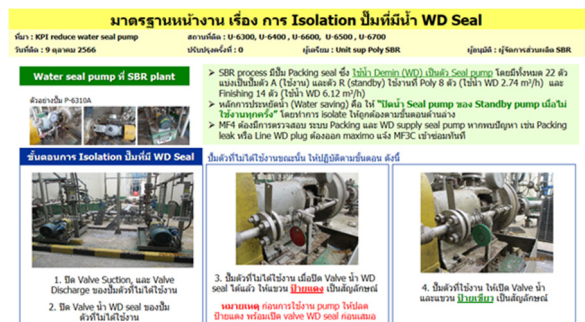 มาตรฐานหน้างาน เรื่อง การ Isolation ปั๊มที่มีน้ำ WD Seal
ที่มา : KPI reduce water seal pump สถานที่ติด : U-6300, U-6400 , U-6600, U-6500 , U-6700
วันที่ติด : 9 ตุลาคม 2566 ปรับปรุงครั้งที่ : 0 ผู้เตรียม : Unit sup Poly SBR ผู้อนุมัติ : ผู้จัดการส่วนผลิต SBR
Water seal pump ที่ SBR plant
ตัวอย่างปั๊ม P-6310A
SBR process มีปั๊ม Packing seal ซึ่ง ใช้น้ำ Demin (WD) เป็นตัว Seal pump โดยมีทั้งหมด 22 ตัว
แบ่งเป็นปั๊มตัว A (ใช้งาน) และตัว R (standby) ใช้งานที่ Poly 8 ตัว (ใช้น้ำ WD 2.74 m³/h) และ
Finishing 14 ตัว (ใช้น้ำ WD 6.12 m³/h)
หลักการประหยัดน้ำ (Water saving) คือ ให้ "ปิดน้ำ Seal pump ของ Standby pump เมื่อไม่
ใช้งานทุกครั้ง" โดยทำการ isolate ให้ถูกต้องตามขั้นตอนด้านล่าง
MF4 ต้องมีการตรวจสอบ ระบบ Packing และ WD supply seal pump หากพบปัญหา เช่น Packing
leak หรือ Line WD plug ต้องออก maximo แจ้ง MF3C เข้าซ่อมทันที
ขั้นตอนการ Isolation ปั๊มที่มี WD Seal
ปั๊มตัวที่ไม่ได้ใช้งานขณะนั้น ให้ปฏิบัติตามขั้นตอน ดังนี้
1. ปิด Valve Suction, และ Valve
Discharge ของปั๊มตัวที่ไม่ได้ใช้งาน
2. ปิด Valve น้ำ WD seal ของปั๊ม
ตัวที่ไม่ได้ใช้งาน
3. ปั๊มตัวที่ไม่ได้ใช้งาน เมื่อปิด Valve น้ำ WD
seal ได้แล้ว ให้แขวน ป้ายแดง เป็นสัญลักษณ์
หมายเหตุ ก่อนการใช้งาน pump ให้ปลด
ป้ายแดง พร้อมเปิด valve WD seal ก่อนเสมอ
4. ปั๊มตัวที่ใช้งาน ให้เปิด Valve น้ำ
และแขวน ป้ายเขียว เป็นสัญลักษณ์